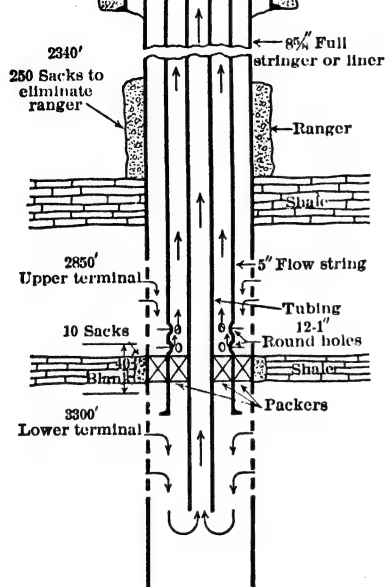 2340′
250 Sacks to
eliminate
ranger
8⅝″ Full
stringer or liner
Ranger
Shale
2850′
Upper terminal
5″ Flow string
Tubing
12-1″
Round holes
10 Sacks
40′
Blank
Shale
Packers
3300′
Lower terminal